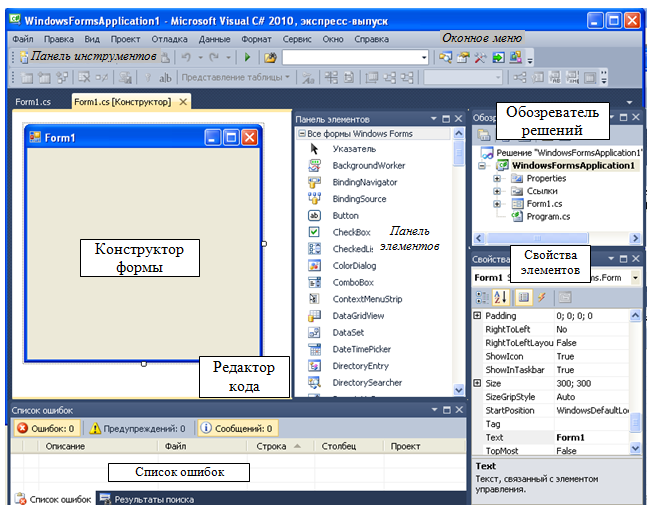 WindowsFormsApplication1 - Microsoft Visual C# 2010, экспресс-выпуск
Файл Правка Вид Проект Отладка Данные Формат Сервис Окно Справка
Оконное меню
Панель инструментов
ab| Представление таблицы
Form1.cs Form1.cs [Конструктор]
Form1
Конструктор
формы
Редактор
кода
Панель элементов
Все формы Windows Forms
Указатель
BackgroundWorker
BindingNavigator
BindingSource
Button
CheckBox
ColorDialog
ComboBox
ContextMenuStrip
DataGridView
DataSet
DateTimePicker
DirectoryEntry
DirectorySearcher
Панель
элементов
Обозреватель
решений
Решение "WindowsFormsApplication1"
WindowsFormsApplication1
Properties
Ссылки
Form1.cs
Program.cs
Свойства
Свойства
элементов
Form1
Padding 0; 0; 0; 0
RightToLeft No
RightToLeftLayou False
ShowIcon True
ShowInTaskbar True
Size 300; 300
SizeGripStyle Auto
StartPosition WindowsDefaultLo
Tag
Text Form1
TopMost False
Text
Текст, связанный с элементом
управления.
Список ошибок
Ошибок: 0 Предупреждений: 0 Сообщений: 0
Описание Файл Строка Столбец Проект
Список ошибок
Список ошибок Результаты поиска